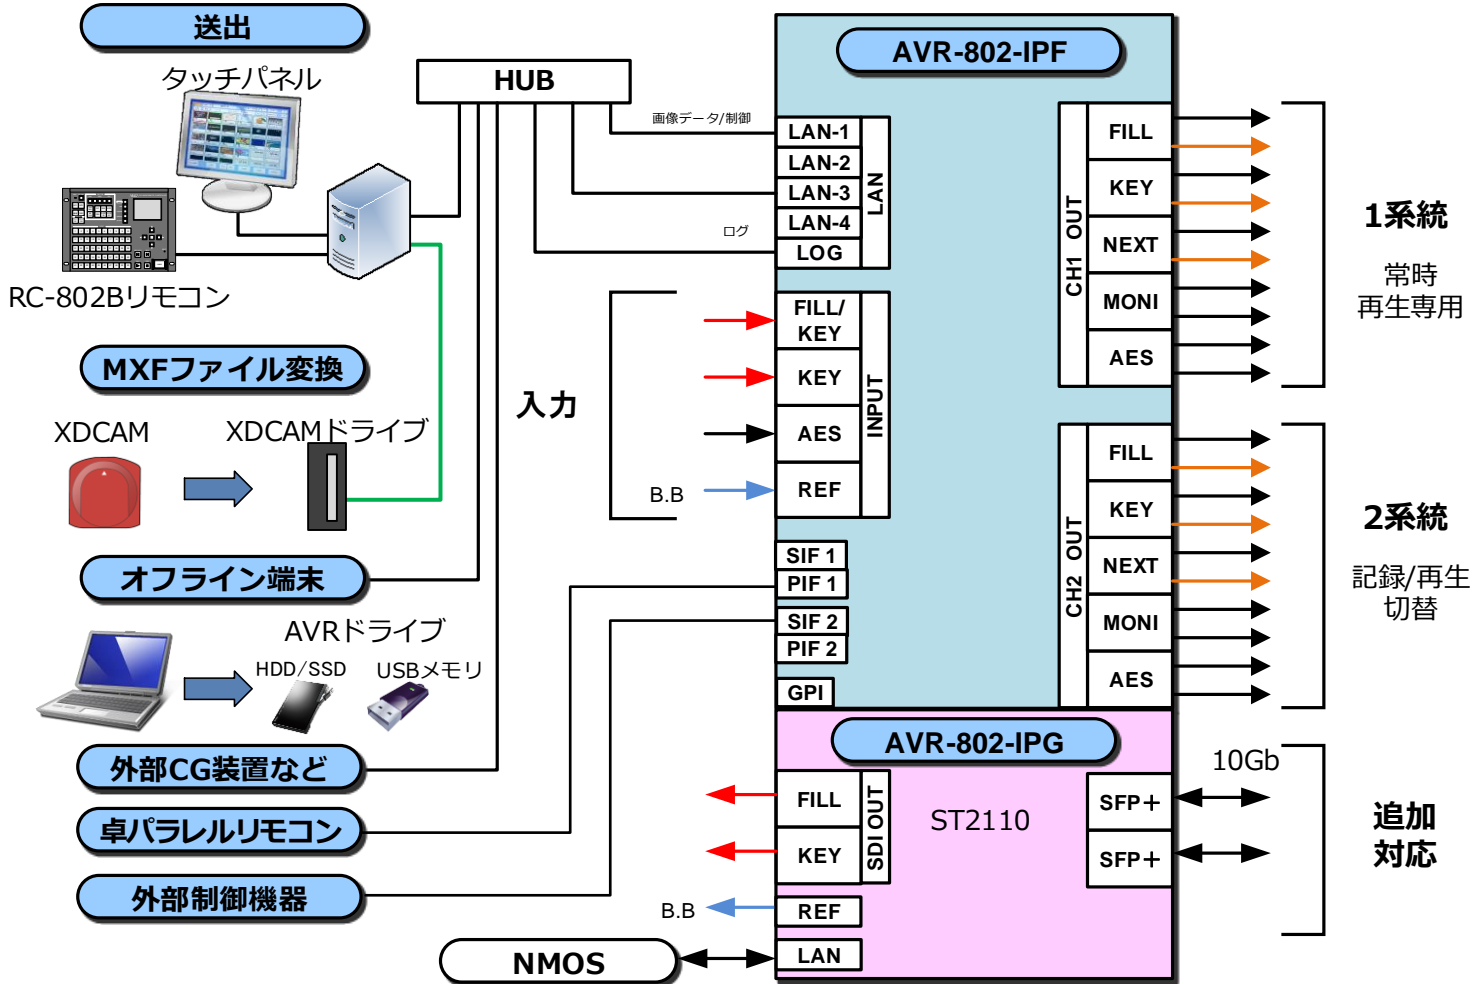 送出
タッチパネル
RC-802Bリモコン
MXFファイル変換
XDCAM
XDCAMドライブ
オフライン端末
AVRドライブ
HDD/SSD
USBメモリ
外部CG装置など
卓パラレルリモコン
外部制御機器
NMOS
HUB
画像データ/制御
ログ
入力
B.B
B.B
AVR-802-IPF
LAN-1
LAN-2
LAN-3
LAN-4
LOG
LAN
FILL/
KEY
KEY
AES
REF
INPUT
SIF 1
PIF 1
SIF 2
PIF 2
GPI
CH1 OUT
FILL
KEY
NEXT
MONI
AES
CH2 OUT
FILL
KEY
NEXT
MONI
AES
AVR-802-IPG
FILL
KEY
SDI OUT
REF
LAN
ST2110
SFP+
SFP+
10Gb
1系統
常時
再生専用
2系統
記録/再生
切替
追加
対応